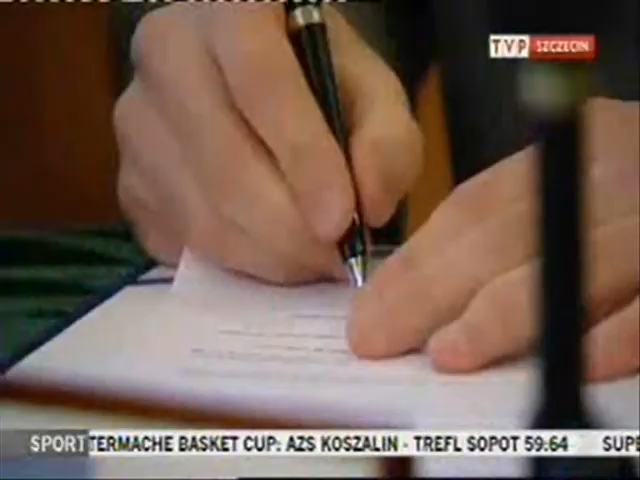 TVP SZCZECIN
SPORT TERMACHE BASKET CUP: AZS KOSZALIN - TREFL SOPOT 59:64 SUPE